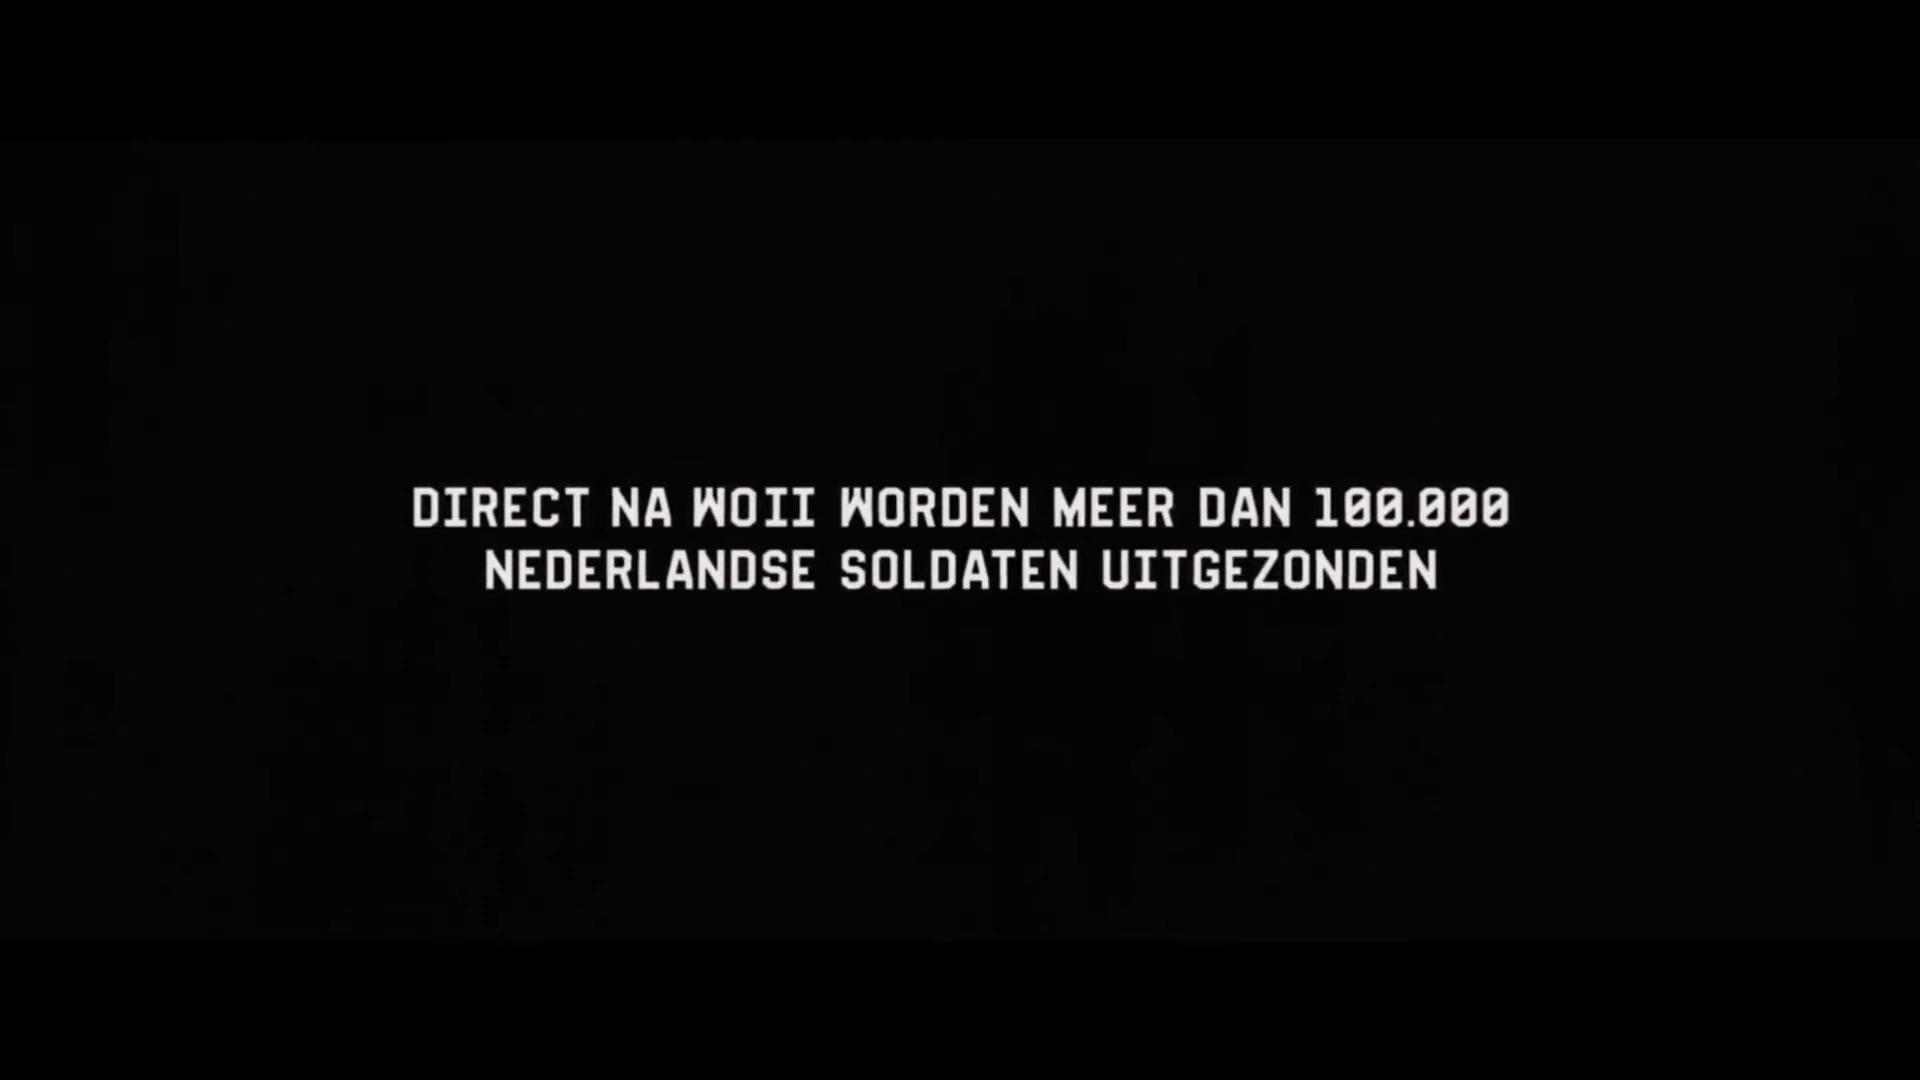 DIRECT NA WOII WORDEN MEER DAN 100.000
NEDERLANDSE SOLDATEN UITGEZONDEN